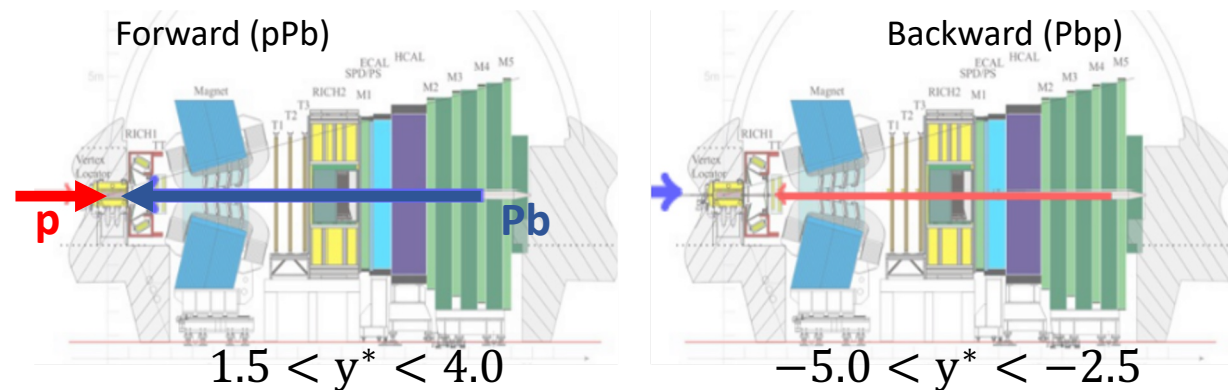 Forward (pPb)
5m
Magnet
RICH1
TT
Vertex
Locator
T1
T2
T3
RICH2
SPD/PS
ECAL
HCAL
M1
M2
M3
M4
M5
p
Pb
1.5 < y* < 4.0
Backward (Pbp)
5m
Magnet
RICH1
TT
Vertex
Locator
T1
T2
T3
RICH2
SPD/PS
ECAL
HCAL
M1
M2
M3
M4
M5
−5.0 < y* < −2.5